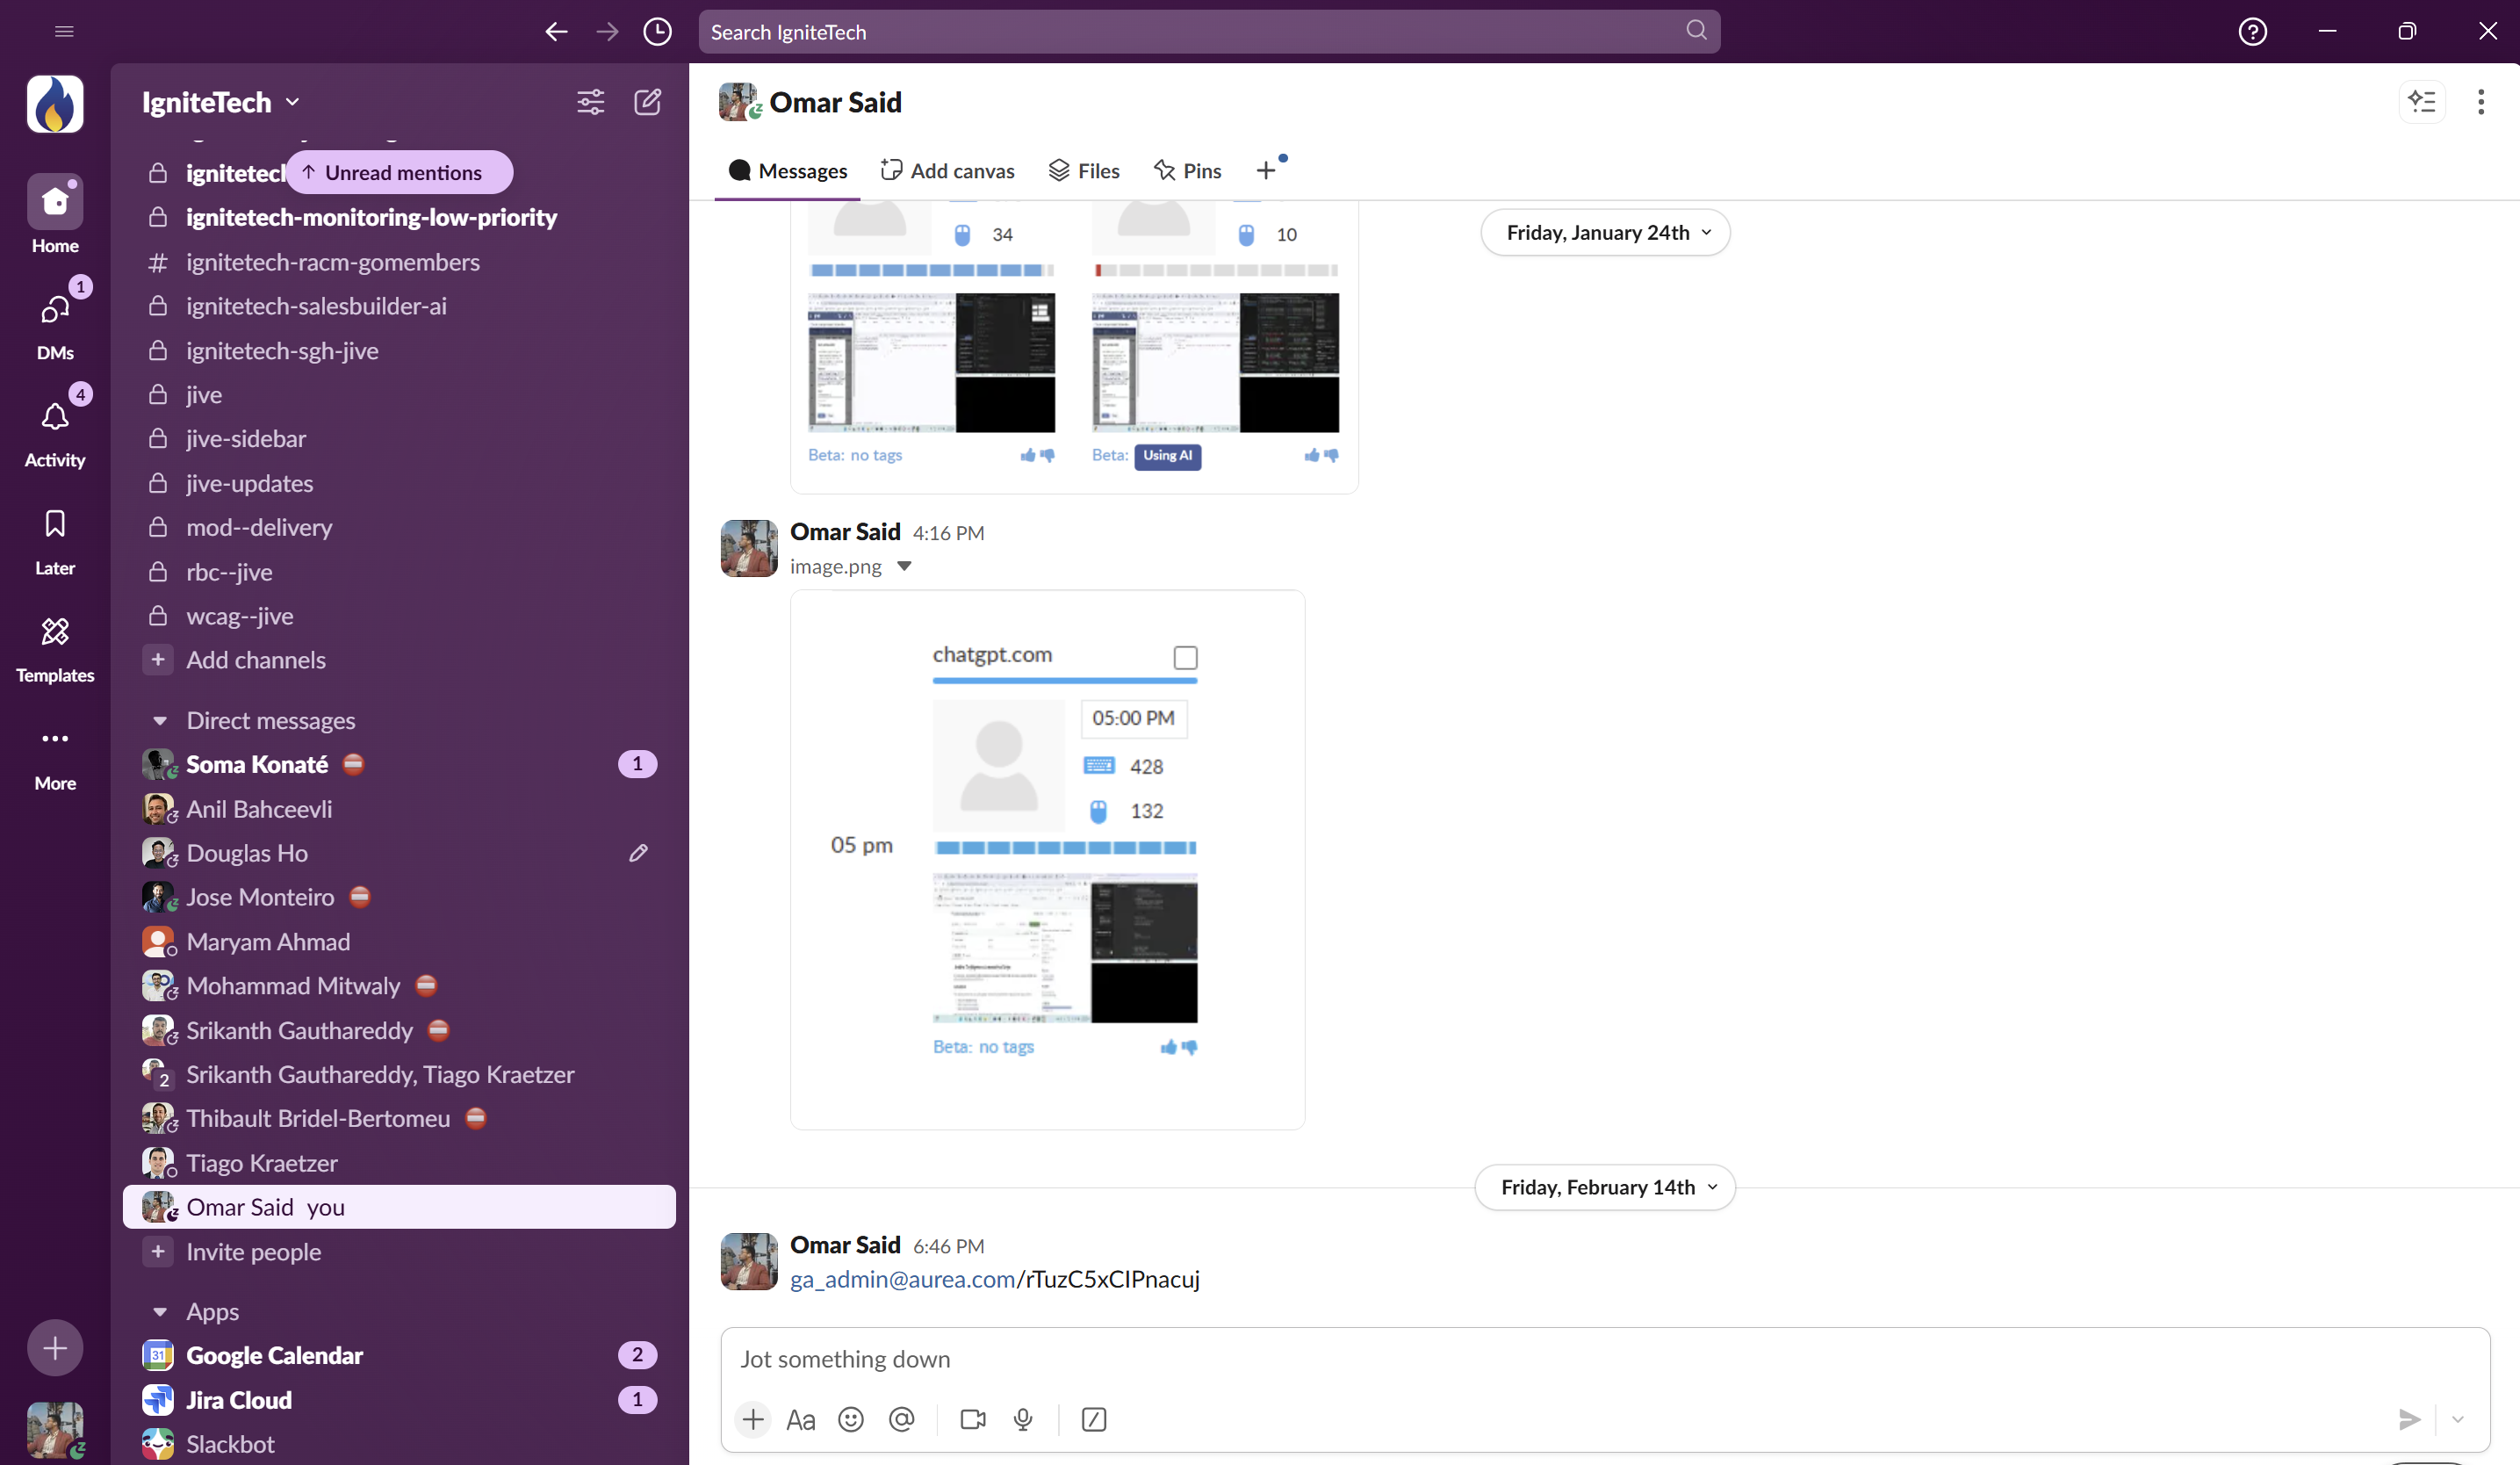 Search IgniteTech
IgniteTech
Unread mentions
ignitetech-monitoring-low-priority
ignitetech-racm-gomembers
ignitetech-salesbuilder-ai
ignitetech-sgh-jive
jive
jive-sidebar
jive-updates
mod--delivery
rbc--jive
wcag--jive
Add channels
Direct messages
Soma Konaté 1
Anil Bahceevli
Douglas Ho
Jose Monteiro
Maryam Ahmad
Mohammad Mitwaly
Srikanth Gauthareddy
2 Srikanth Gauthareddy, Tiago Kraetzer
Thibault Bridel-Bertomeu
Tiago Kraetzer
Omar Said you
Invite people
Apps
31 Google Calendar 2
Jira Cloud 1
Slackbot
Home
1
DMs
4
Activity
Later
Templates
More
Omar Said
Messages Add canvas Files Pins
Friday, January 24th
34 10
Beta: no tags Beta: Using AI
Omar Said 4:16 PM
image.png
chatgpt.com
05:00 PM
428
132
05 pm
Beta: no tags
Friday, February 14th
Omar Said 6:46 PM
ga_admin@aurea.com/rTuzC5xCIPnacuj
Jot something down
Aa